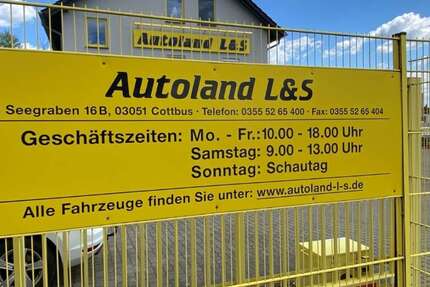 Autoland L&S
Autoland L&S
Seegraben 16B, 03051 Cottbus · Telefon: 0355 52 65 400 · Fax: 0355 52 65 404
Geschäftszeiten: Mo. - Fr.: 10.00 - 18.00 Uhr
Samstag: 9.00 - 13.00 Uhr
Sonntag: Schautag
Alle Fahrzeuge finden Sie unter: www.autoland-l-s.de